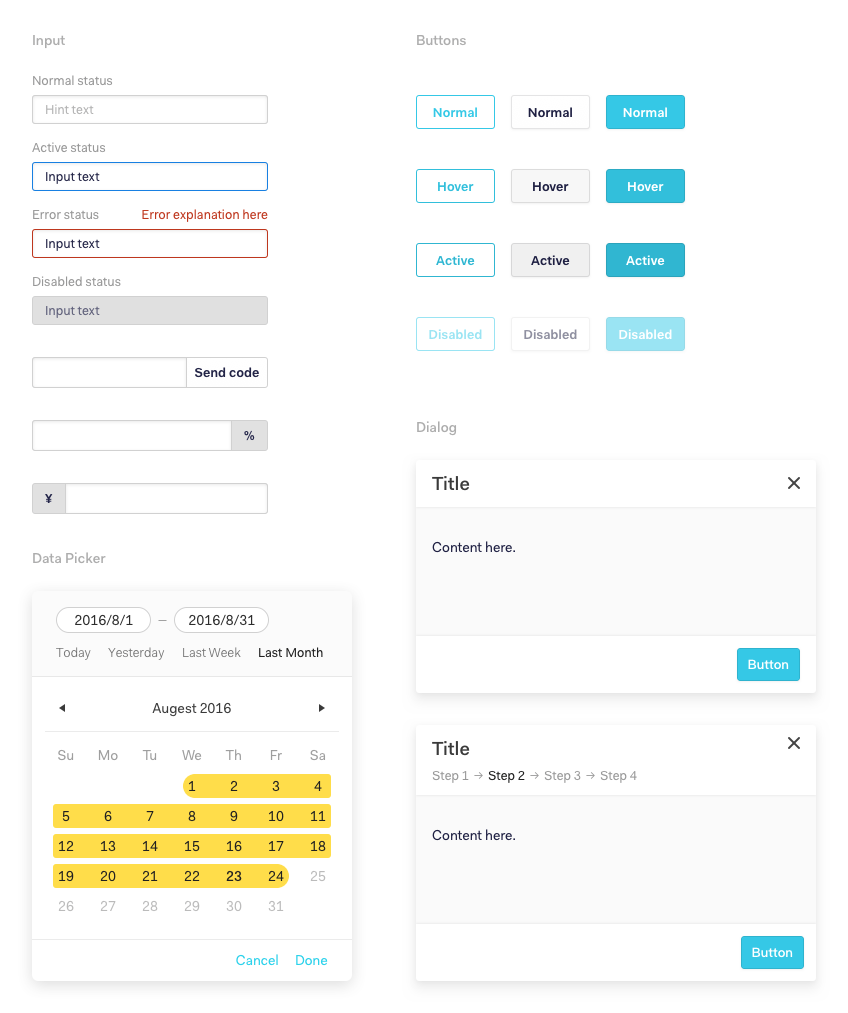 Input
Normal status
Hint text
Active status
Input text
Error status Error explanation here
Input text
Disabled status
Input text
Send code
%
¥
Data Picker
2016/8/1 – 2016/8/31
Today Yesterday Last Week Last Month
Augest 2016
Su Mo Tu We Th Fr Sa
1 2 3 4
5 6 7 8 9 10 11
12 13 14 15 16 17 18
19 20 21 22 23 24 25
26 27 28 29 30 31
Cancel Done
Buttons
Normal Normal Normal
Hover Hover Hover
Active Active Active
Disabled Disabled Disabled
Dialog
Title
Content here.
Button
Title
Step 1 → Step 2 → Step 3 → Step 4
Content here.
Button